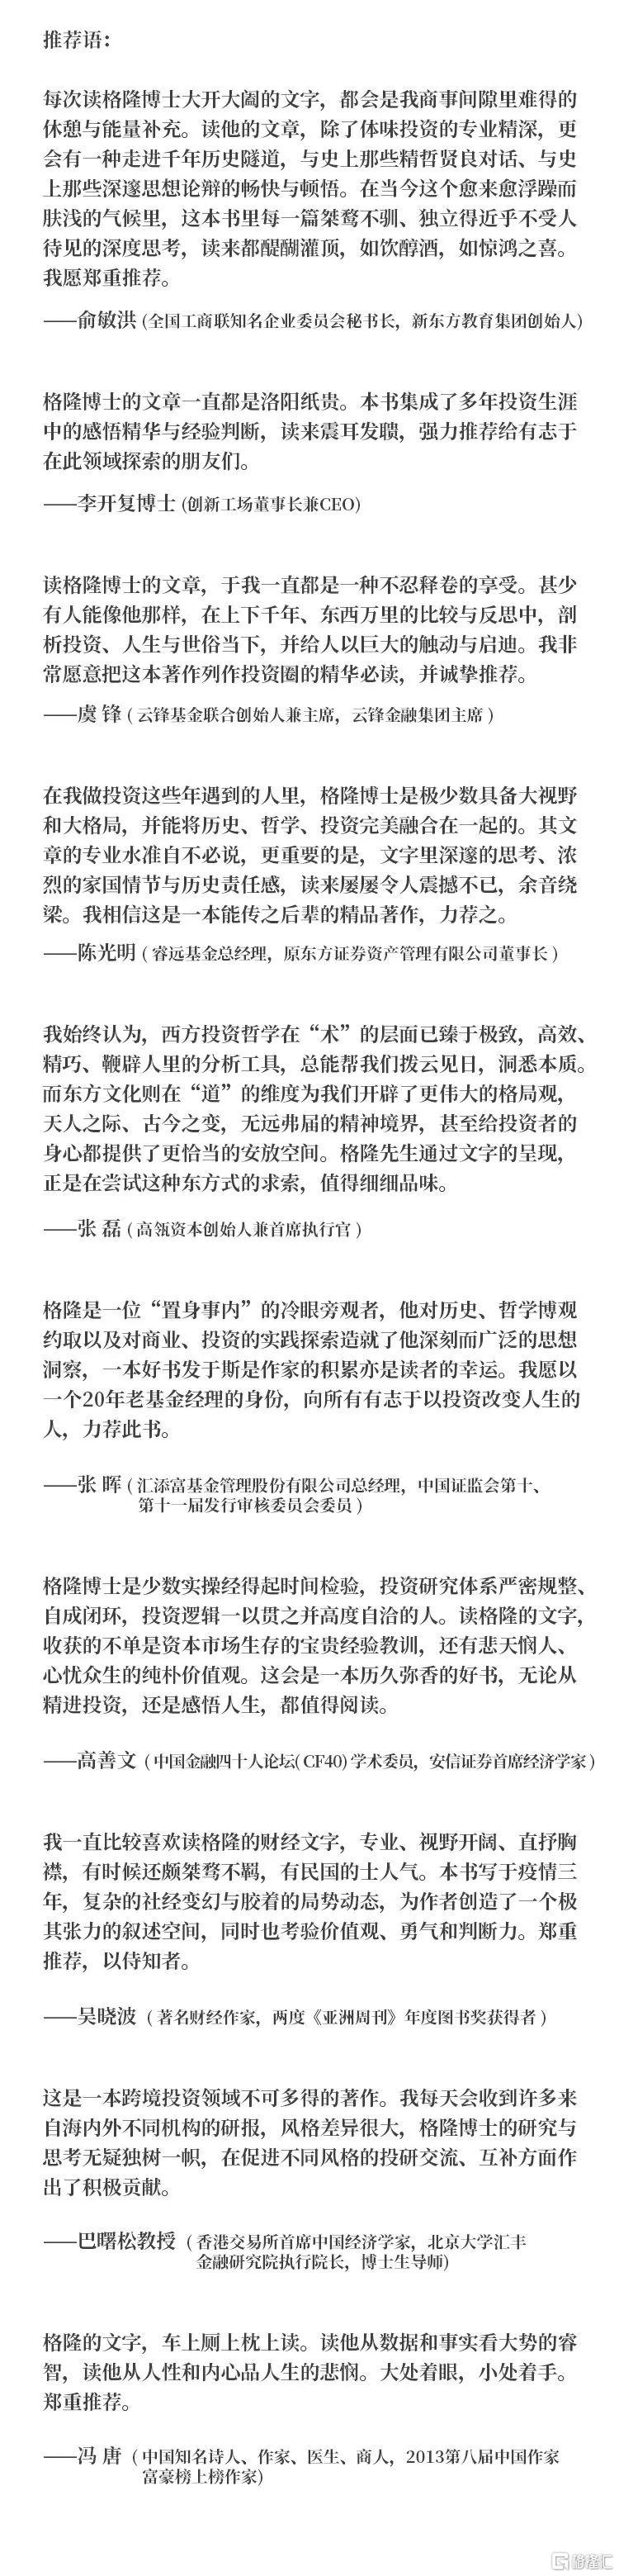 推荐语：
每次读格隆博士大开大阖的文字，都会是我商事间隙里难得的
休憩与能量补充。读他的文章，除了体味投资的专业精深，更
会有一种走进千年历史隧道，与史上那些精哲贤良对话、与史
上那些深邃思想论辩的畅快与顿悟。在当今这个愈来愈浮躁而
肤浅的气候里，这本书里每一篇桀骜不驯、独立得近乎不受人
待见的深度思考，读来都醍醐灌顶，如饮醇酒，如惊鸿之喜。
我愿郑重推荐。
——俞敏洪 (全国工商联知名企业委员会秘书长，新东方教育集团创始人)
格隆博士的文章一直都是洛阳纸贵。本书集成了多年投资生涯
中的感悟精华与经验判断，读来震耳发聩，强力推荐给有志于
在此领域探索的朋友们。
——李开复博士 (创新工场董事长兼CEO)
读格隆博士的文章，于我一直都是一种不忍释卷的享受。甚少
有人能像他那样，在上下千年、东西万里的比较与反思中，剖
析投资、人生与世俗当下，并给人以巨大的触动与启迪。我非
常愿意把这本著作列作投资圈的精华必读，并诚挚推荐。
——虞 锋 ( 云锋基金联合创始人兼主席，云锋金融集团主席 )
在我做投资这些年遇到的人里，格隆博士是极少数具备大视野
和大格局，并能将历史、哲学、投资完美融合在一起的。其文
章的专业水准自不必说，更重要的是，文字里深邃的思考、浓
烈的家国情节与历史责任感，读来屡屡令人震撼不已，余音绕
梁。我相信这是一本能传之后辈的精品著作，力荐之。
——陈光明 ( 睿远基金总经理，原东方证券资产管理有限公司董事长 )
我始终认为，西方投资哲学在“术”的层面已臻于极致，高效、
精巧、鞭辟人里的分析工具，总能帮我们拨云见日，洞悉本质。
而东方文化则在“道”的维度为我们开辟了更伟大的格局观，
天人之际、古今之变，无远弗届的精神境界，甚至给投资者的
身心都提供了更恰当的安放空间。格隆先生通过文字的呈现，
正是在尝试这种东方式的求索，值得细细品味。
——张 磊 ( 高瓴资本创始人兼首席执行官 )
格隆是一位“置身事内”的冷眼旁观者，他对历史、哲学博观
约取以及对商业、投资的实践探索造就了他深刻而广泛的思想
洞察，一本好书发于斯是作家的积累亦是读者的幸运。我愿以
一个20年老基金经理的身份，向所有有志于以投资改变人生的
人，力荐此书。
——张 晖 ( 汇添富基金管理股份有限公司总经理，中国证监会第十、
第十一届发行审核委员会委员 )
格隆博士是少数实操经得起时间检验，投资研究体系严密规整、
自成闭环，投资逻辑一以贯之并高度自洽的人。读格隆的文字，
收获的不单是资本市场生存的宝贵经验教训，还有悲天悯人、
心忧众生的纯朴价值观。这会是一本历久弥香的好书，无论从
精进投资，还是感悟人生，都值得阅读。
——高善文 ( 中国金融四十人论坛( CF40) 学术委员，安信证券首席经济学家 )
我一直比较喜欢读格隆的财经文字，专业、视野开阔、直抒胸
襟，有时候还颇桀骜不羁，有民国的士人气。本书写于疫情三
年，复杂的社经变幻与胶着的局势动态，为作者创造了一个极
其张力的叙述空间，同时也考验价值观、勇气和判断力。郑重
推荐，以侍知者。
——吴晓波 ( 著名财经作家，两度《亚洲周刊》年度图书奖获得者 )
这是一本跨境投资领域不可多得的著作。我每天会收到许多来
自海内外不同机构的研报，风格差异很大，格隆博士的研究与
思考无疑独树一帜，在促进不同风格的投研交流、互补方面作
出了积极贡献。
——巴曙松教授 ( 香港交易所首席中国经济学家，北京大学汇丰
金融研究院执行院长，博士生导师)
格隆的文字，车上厕上枕上读。读他从数据和事实看大势的睿
智，读他从人性和内心品人生的悲悯。大处着眼，小处着手。
郑重推荐。
——冯 唐 ( 中国知名诗人、作家、医生、商人，2013第八届中国作家
富豪榜上榜作家)
格隆汇